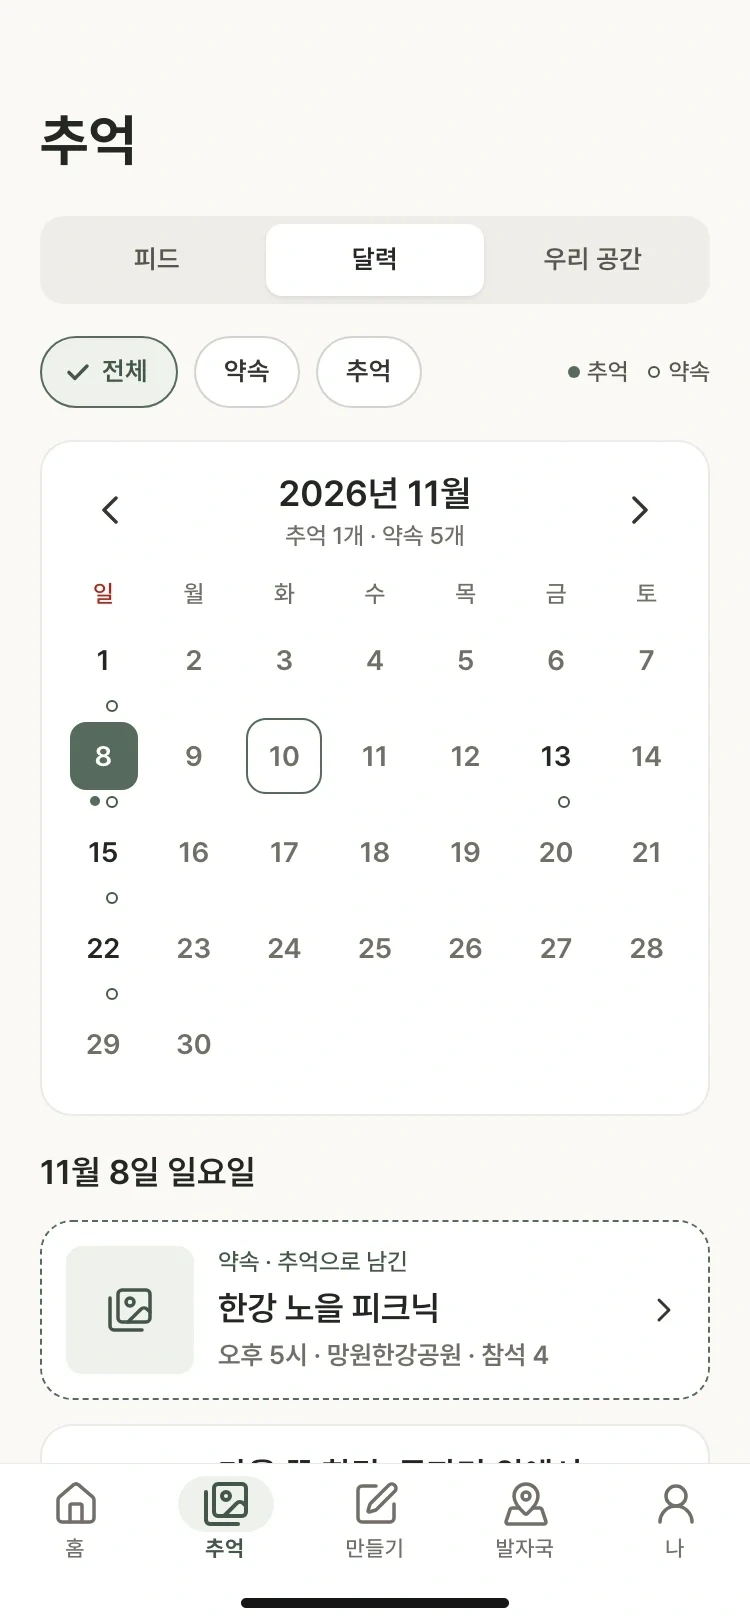 추억
피드 달력 우리 공간
전체 약속 추억 추억 약속
2026년 11월
추억 1개 · 약속 5개
일 월 화 수 목 금 토
1 2 3 4 5 6 7
8 9 10 11 12 13 14
15 16 17 18 19 20 21
22 23 24 25 26 27 28
29 30
11월 8일 일요일
약속 · 추억으로 남긴
한강 노을 피크닉
오후 5시 · 망원한강공원 · 참석 4
홈 추억 만들기 발자국 나